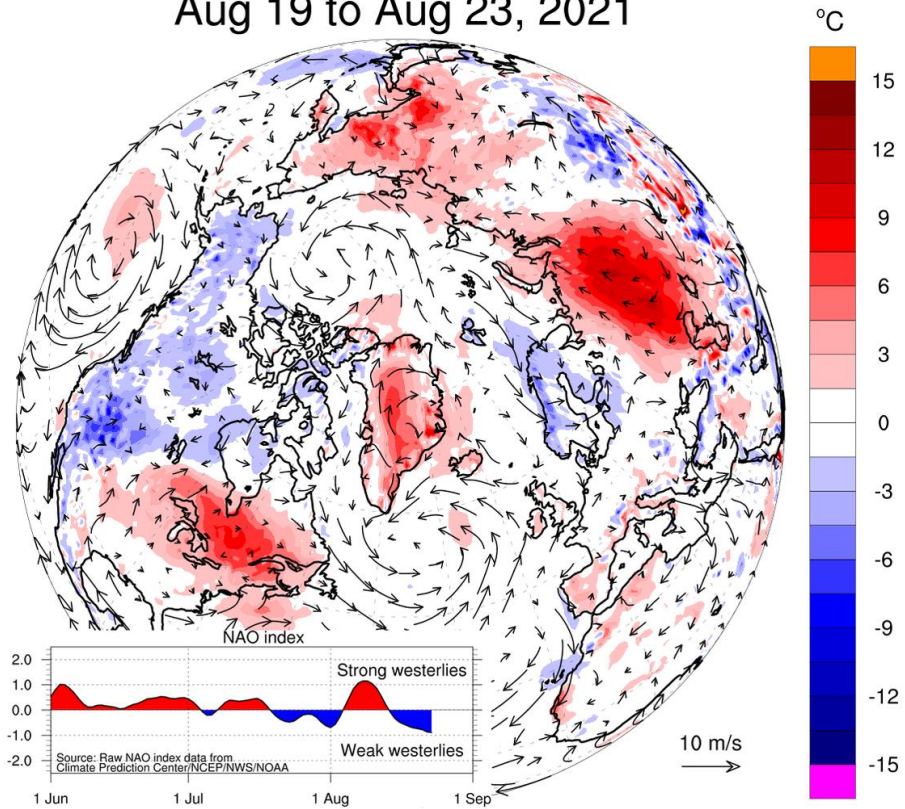 Aug 19 to Aug 23, 2021
°C
15
12
9
6
3
0
-3
-6
-9
-12
-15
NAO index
2.0
1.0
0.0
-1.0
-2.0
Strong westerlies
Weak westerlies
Source: Raw NAO index data from
Climate Prediction Center/NCEP/NWS/NOAA
1 Jun
1 Jul
1 Aug
1 Sep
10 m/s